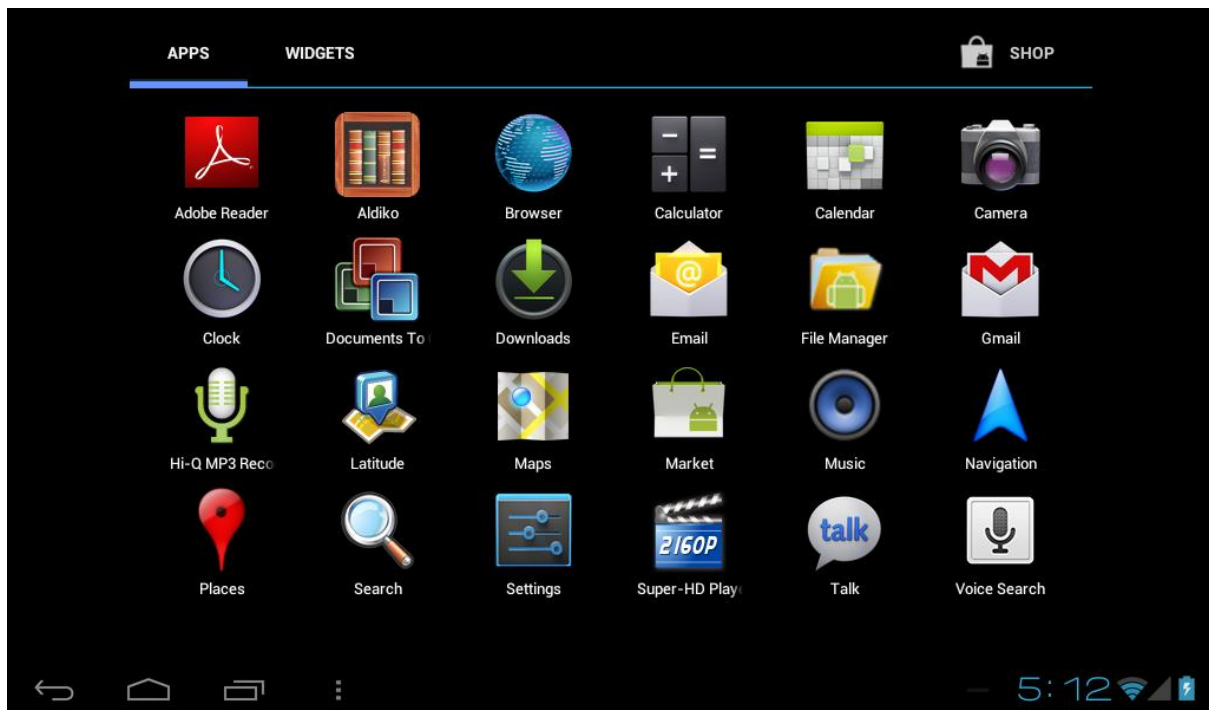 APPS WIDGETS SHOP
Adobe Reader Aldiko Browser Calculator Calendar Camera
Clock Documents To Downloads Email File Manager Gmail
Hi-Q MP3 Reco Latitude Maps Market Music Navigation
2160P talk
Places Search Settings Super-HD Play Talk Voice Search
5:12